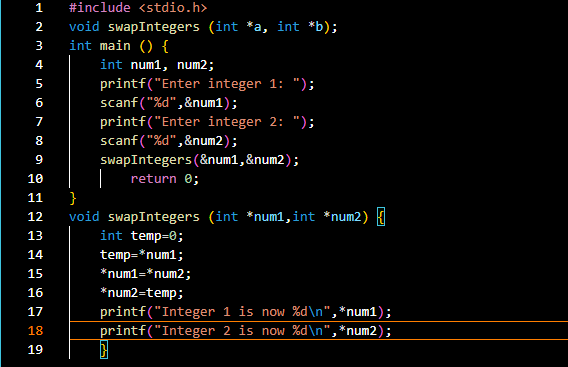 1 #include <stdio.h>
2 void swapIntegers (int *a, int *b);
3 int main () {
4     int num1, num2;
5     printf("Enter integer 1: ");
6     scanf("%d",&num1);
7     printf("Enter integer 2: ");
8     scanf("%d",&num2);
9     swapIntegers(&num1,&num2);
10         return 0;
11 }
12 void swapIntegers (int *num1,int *num2) {
13     int temp=0;
14     temp=*num1;
15     *num1=*num2;
16     *num2=temp;
17     printf("Integer 1 is now %d\n",*num1);
18     printf("Integer 2 is now %d\n",*num2);
19     }